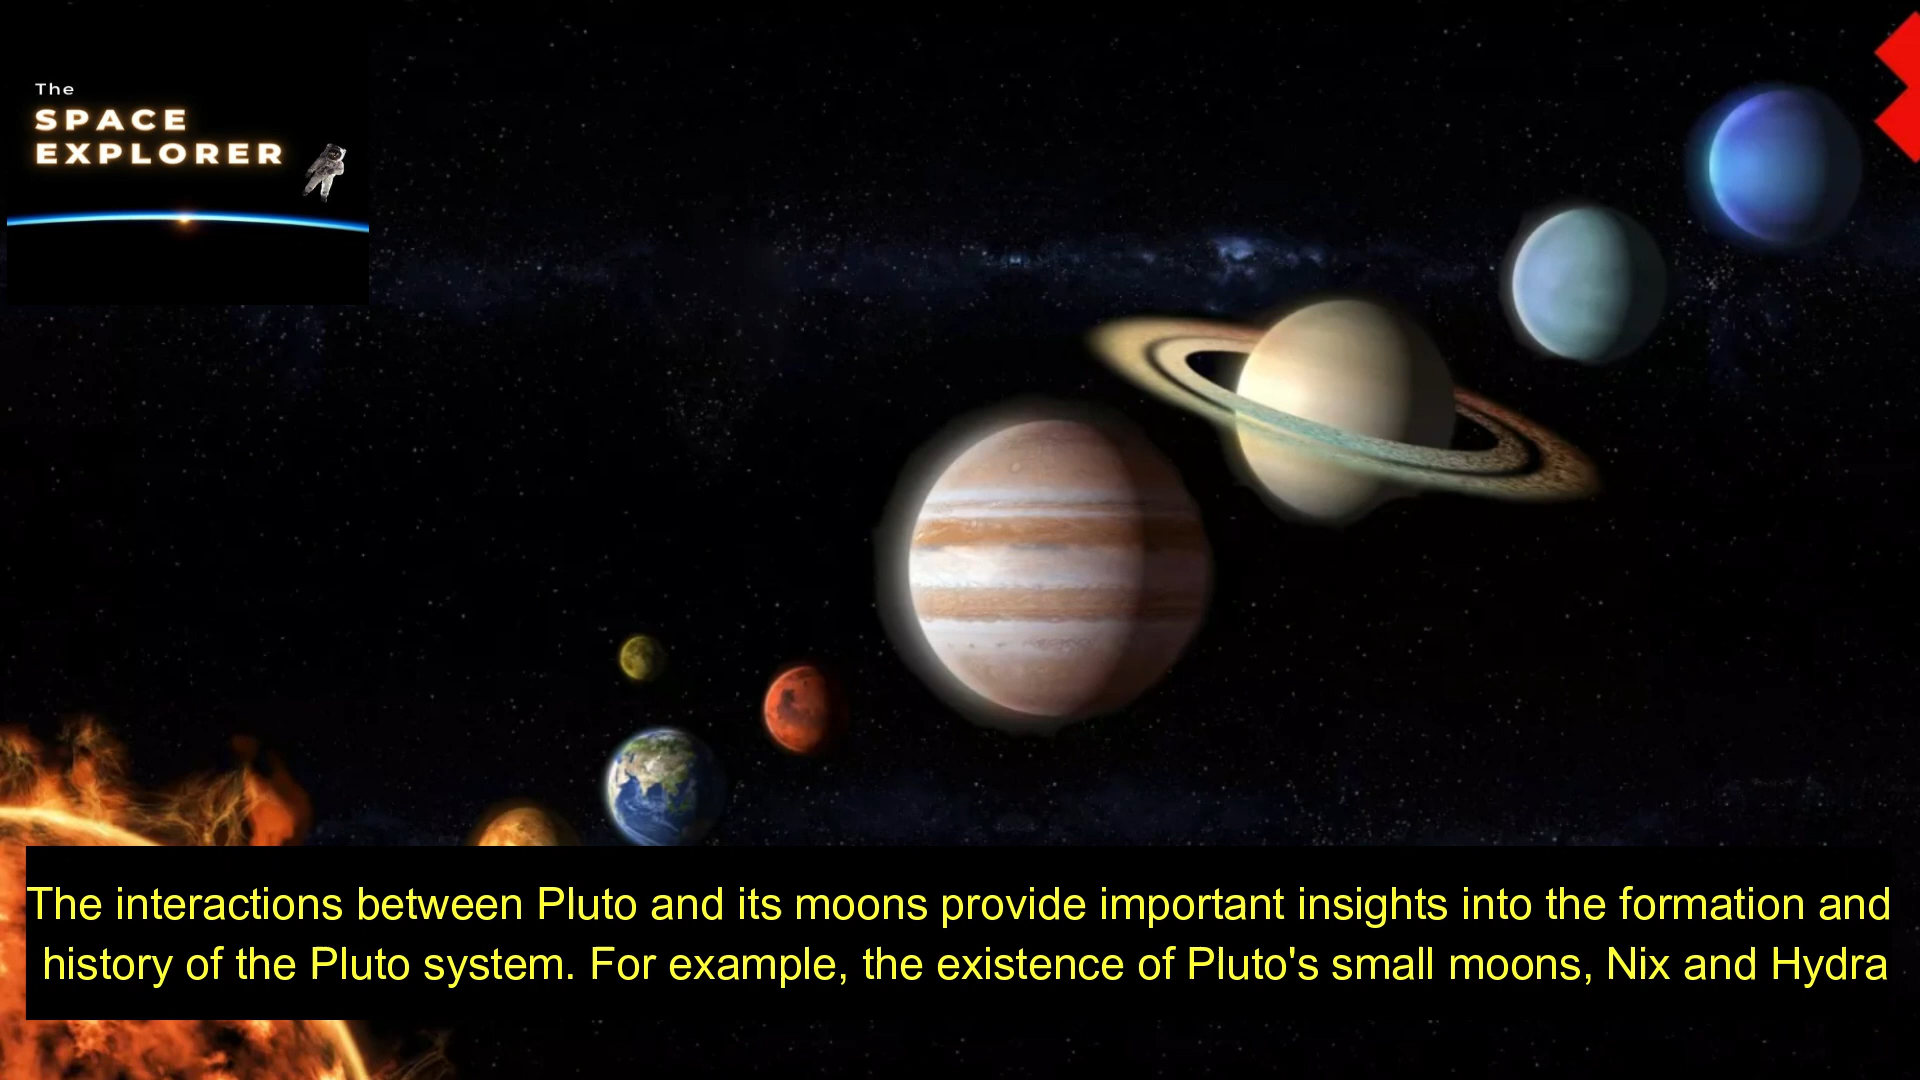 The
SPACE
EXPLORER
The interactions between Pluto and its moons provide important insights into the formation and
history of the Pluto system. For example, the existence of Pluto's small moons, Nix and Hydra